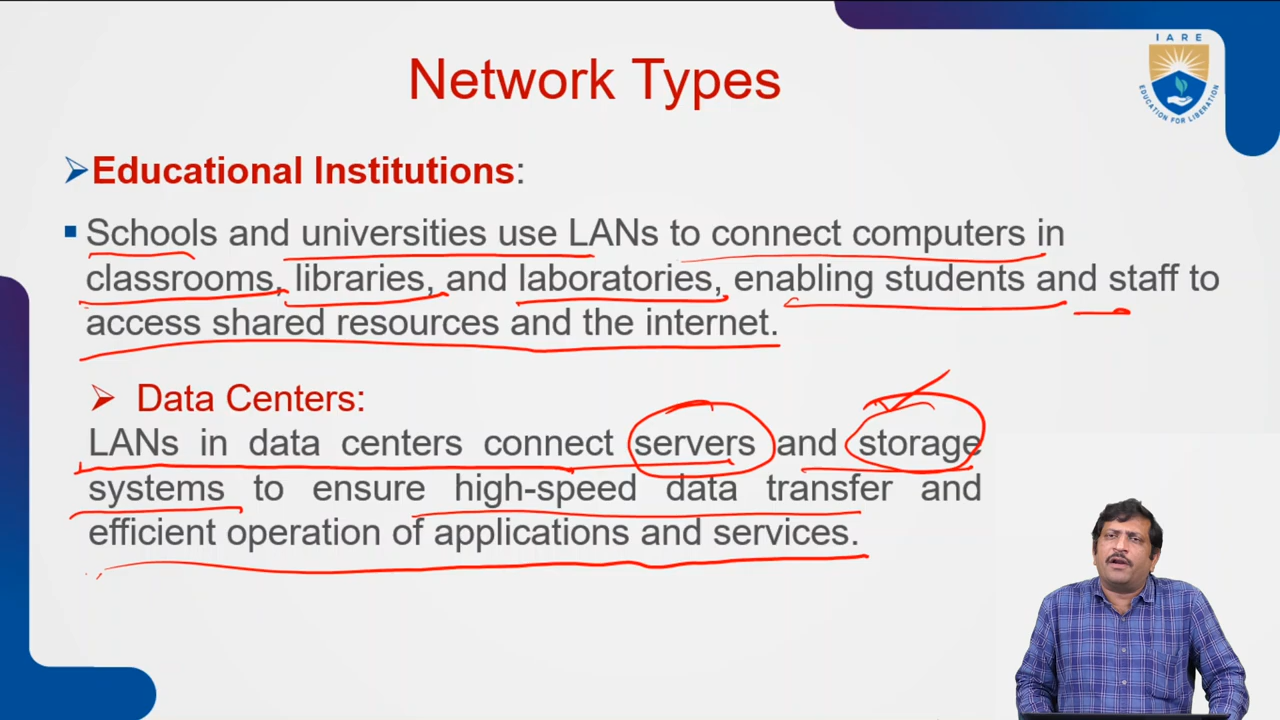 Network Types
IARE
EDUCATION FOR LIBERATION
Educational Institutions:
Schools and universities use LANs to connect computers in
classrooms, libraries, and laboratories, enabling students and staff to
access shared resources and the internet.
Data Centers:
LANs in data centers connect servers and storage
systems to ensure high-speed data transfer and
efficient operation of applications and services.